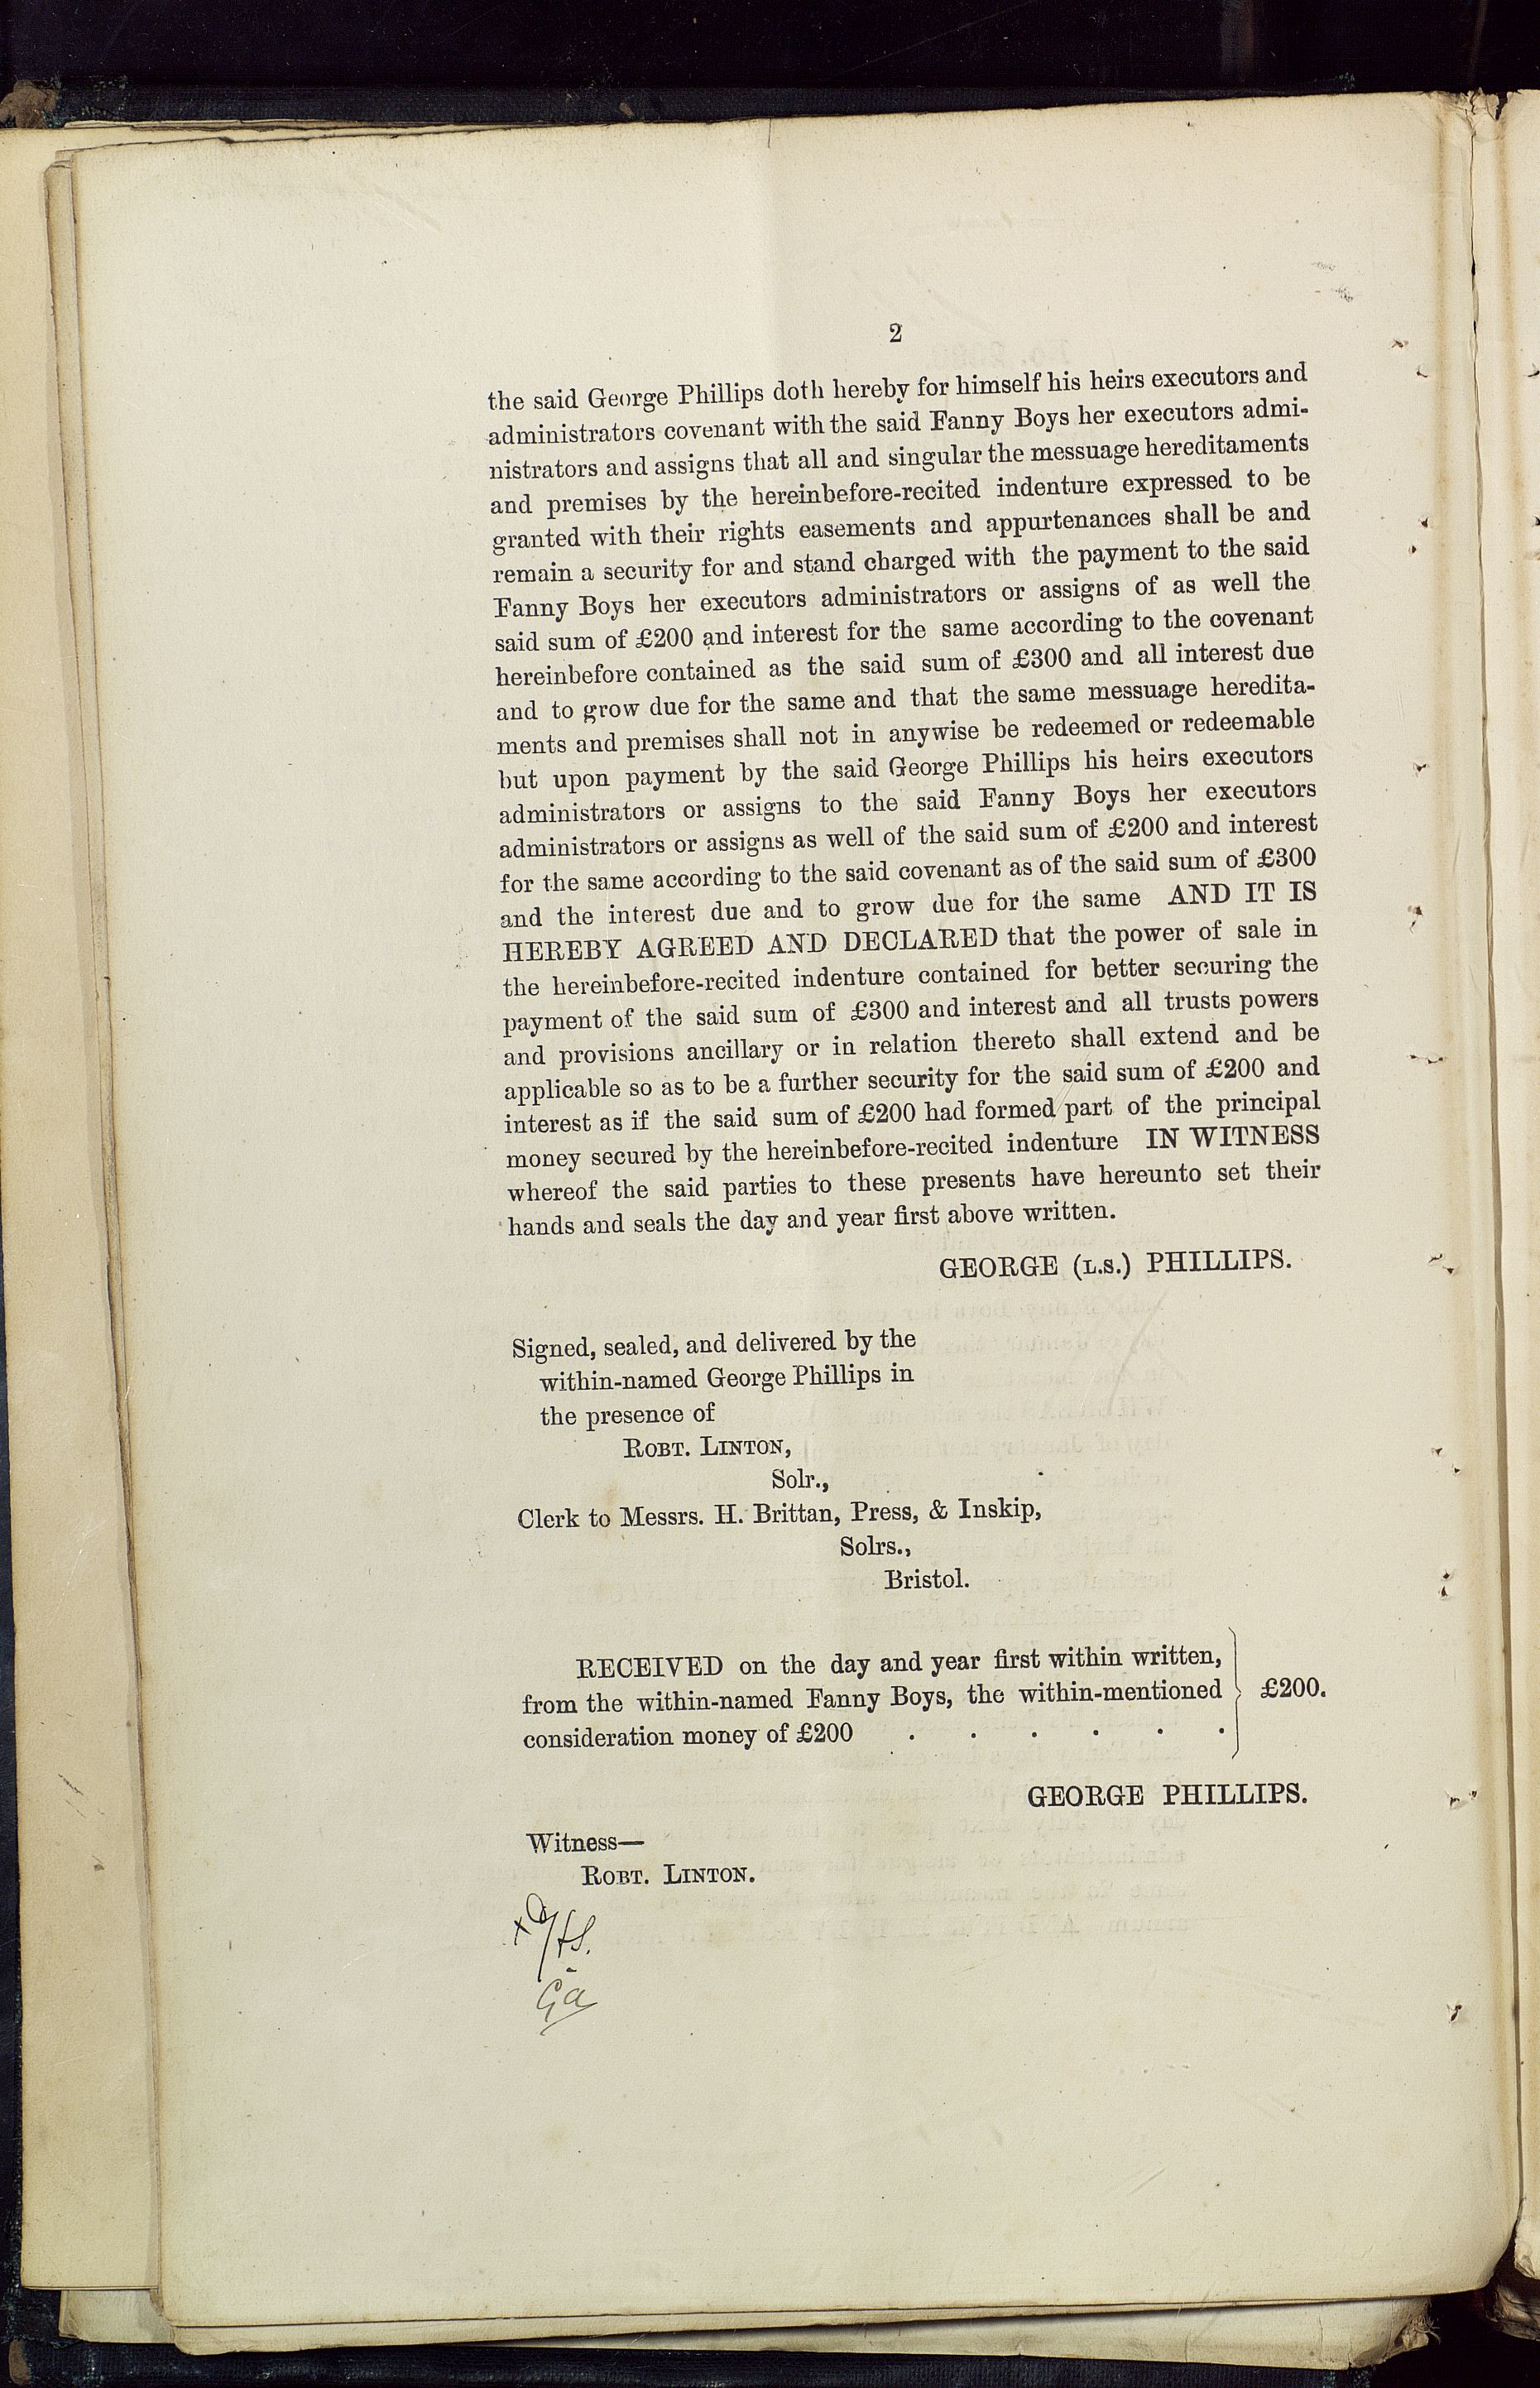 2
the said George Phillips doth hereby for himself his heirs executors and
administrators covenant with the said Fanny Boys her executors admi-
nistrators and assigns that all and singular the messuage hereditaments
and premises by the hereinbefore-recited indenture expressed to be
granted with their rights easements and appurtenances shall be and
remain a security for and stand charged with the payment to the said
Fanny Boys her executors administrators or assigns of as well the
said sum of £200 and interest for the same according to the covenant
hereinbefore contained as the said sum of £300 and all interest due
and to grow due for the same and that the same messuage heredita-
ments and premises shall not in anywise be redeemed or redeemable
but upon payment by the said George Phillips his heirs executors
administrators or assigns to the said Fanny Boys her executors
administrators or assigns as well of the said sum of £200 and interest
for the same according to the said covenant as of the said sum of £300
and the interest due and to grow due for the same AND IT IS
HEREBY AGREED AND DECLARED that the power of sale in
the hereinbefore-recited indenture contained for better securing the
payment of the said sum of £300 and interest and all trusts powers
and provisions ancillary or in relation thereto shall extend and be
applicable so as to be a further security for the said sum of £200 and
interest as if the said sum of £200 had formed part of the principal
money secured by the hereinbefore-recited indenture IN WITNESS
whereof the said parties to these presents have hereunto set their
hands and seals the day and year first above written.
GEORGE (L.S.) PHILLIPS.
Signed, sealed, and delivered by the
within-named George Phillips in
the presence of
ROBT. LINTON,
Solr.,
Clerk to Messrs. H. Brittan, Press, & Inskip,
Solrs.,
Bristol.
RECEIVED on the day and year first within written,
from the within-named Fanny Boys, the within-mentioned } £200.
consideration money of £200 . . . . . .
GEORGE PHILLIPS.
Witness—
ROBT. LINTON.